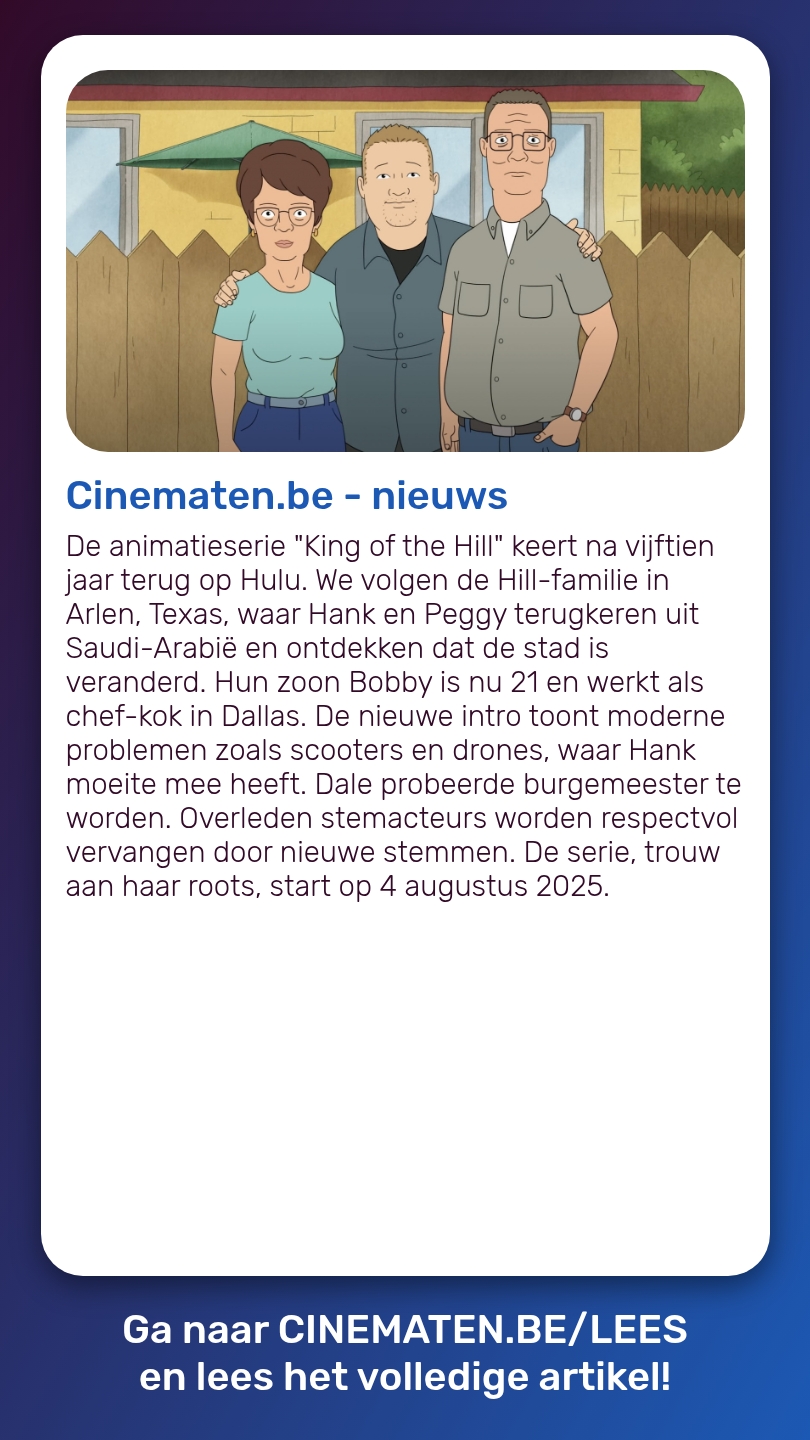 Cinematen.be - nieuws
De animatieserie "King of the Hill" keert na vijftien
jaar terug op Hulu. We volgen de Hill-familie in
Arlen, Texas, waar Hank en Peggy terugkeren uit
Saudi-Arabië en ontdekken dat de stad is
veranderd. Hun zoon Bobby is nu 21 en werkt als
chef-kok in Dallas. De nieuwe intro toont moderne
problemen zoals scooters en drones, waar Hank
moeite mee heeft. Dale probeerde burgemeester te
worden. Overleden stemacteurs worden respectvol
vervangen door nieuwe stemmen. De serie, trouw
aan haar roots, start op 4 augustus 2025.
Ga naar CINEMATEN.BE/LEES
en lees het volledige artikel!